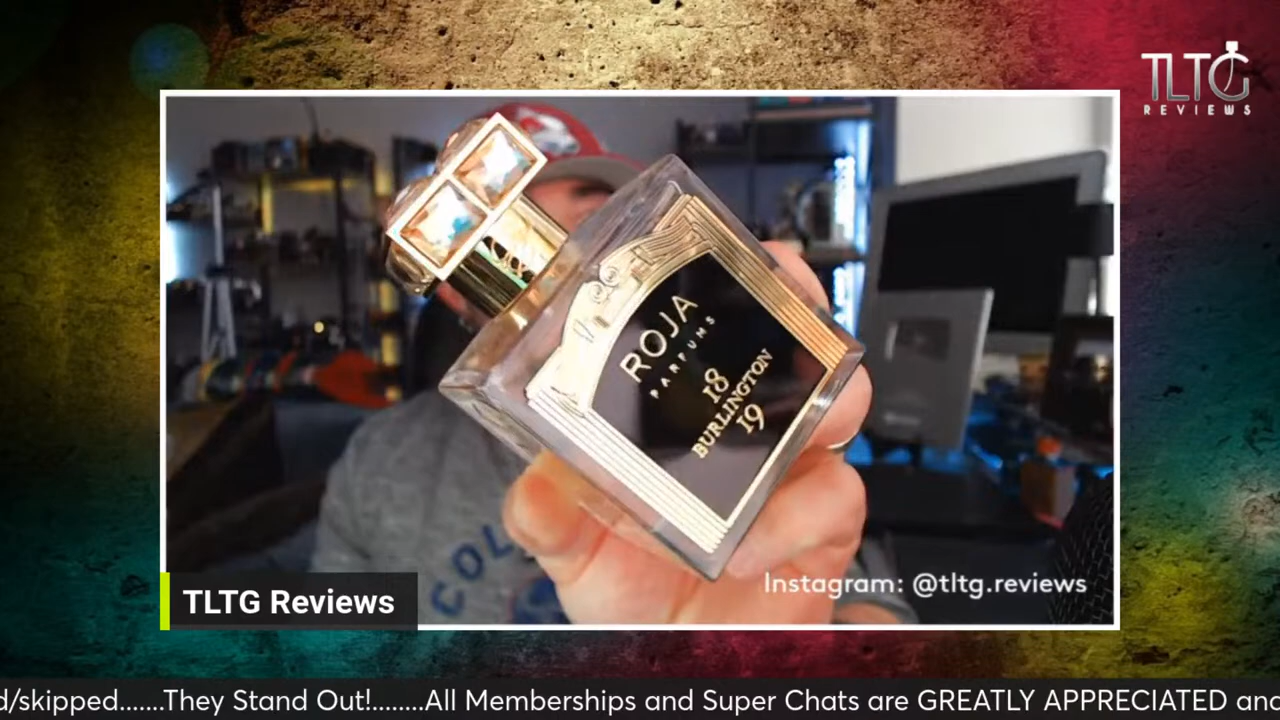 TLTG
REVIEWS
ROJA
PARFUMS
18
BURLINGTON
19
COL
Instagram: @tltg.reviews
TLTG Reviews
d/skipped.......They Stand Out!........All Memberships and Super Chats are GREATLY APPRECIATED and